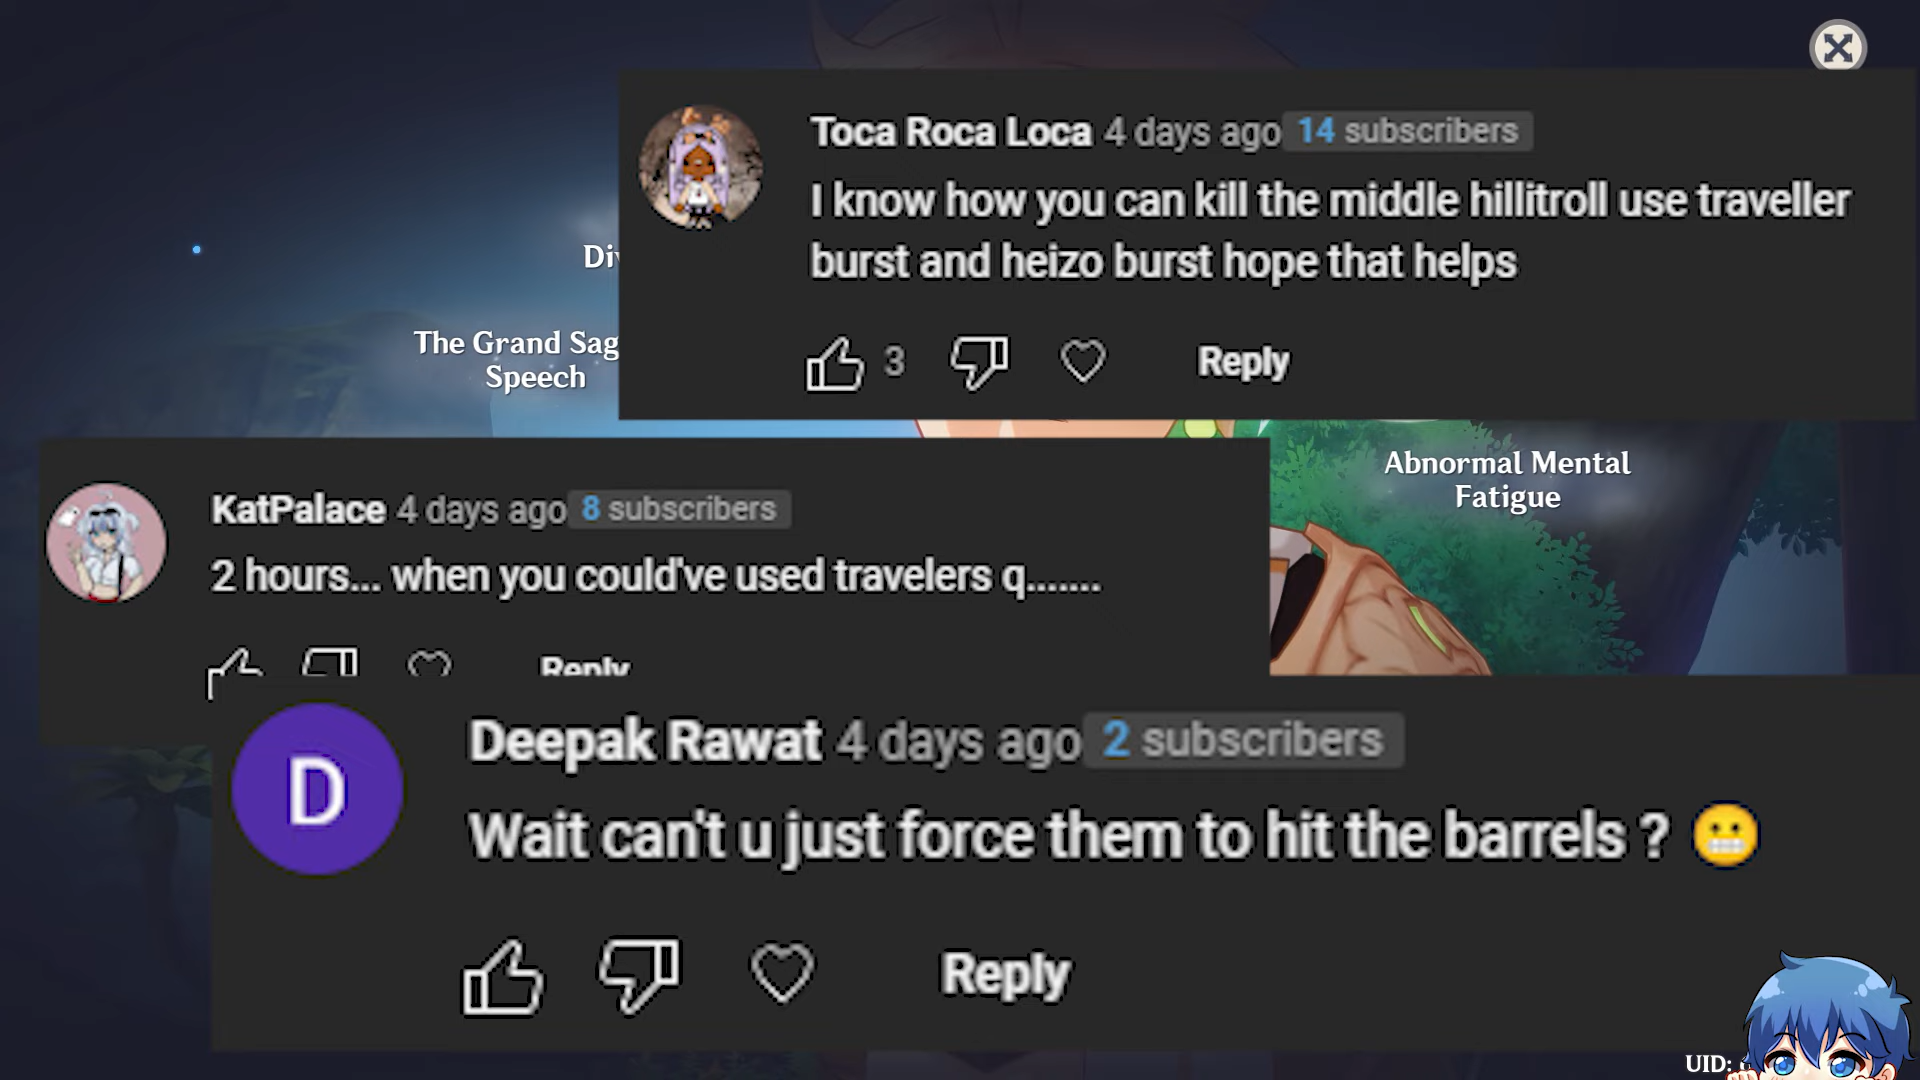 Toca Roca Loca 4 days ago 14 subscribers
I know how you can kill the middle hillitroll use traveller
burst and heizo burst hope that helps
3 Reply
The Grand
Speech
Abnormal Mental
Fatigue
KatPalace 4 days ago 8 subscribers
2 hours... when you could've used travelers q.......
Reply
D
Deepak Rawat 4 days ago 2 subscribers
Wait can't u just force them to hit the barrels ? 😬
Reply
UID: